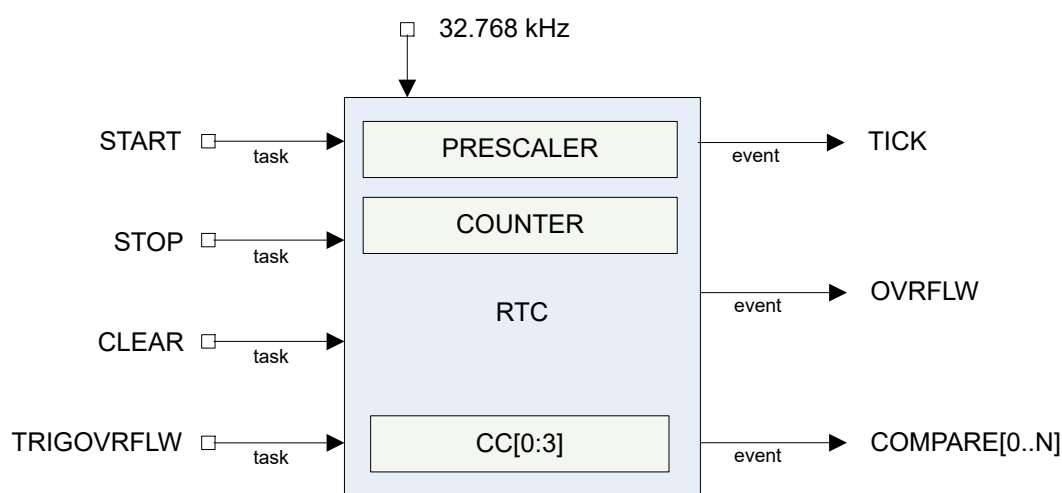 32.768 kHz
START
task
PRESCALER
event
TICK
STOP
task
COUNTER
RTC
event
OVRFLW
CLEAR
task
TRIGOVRFLW
task
CC[0:3]
event
COMPARE[0..N]